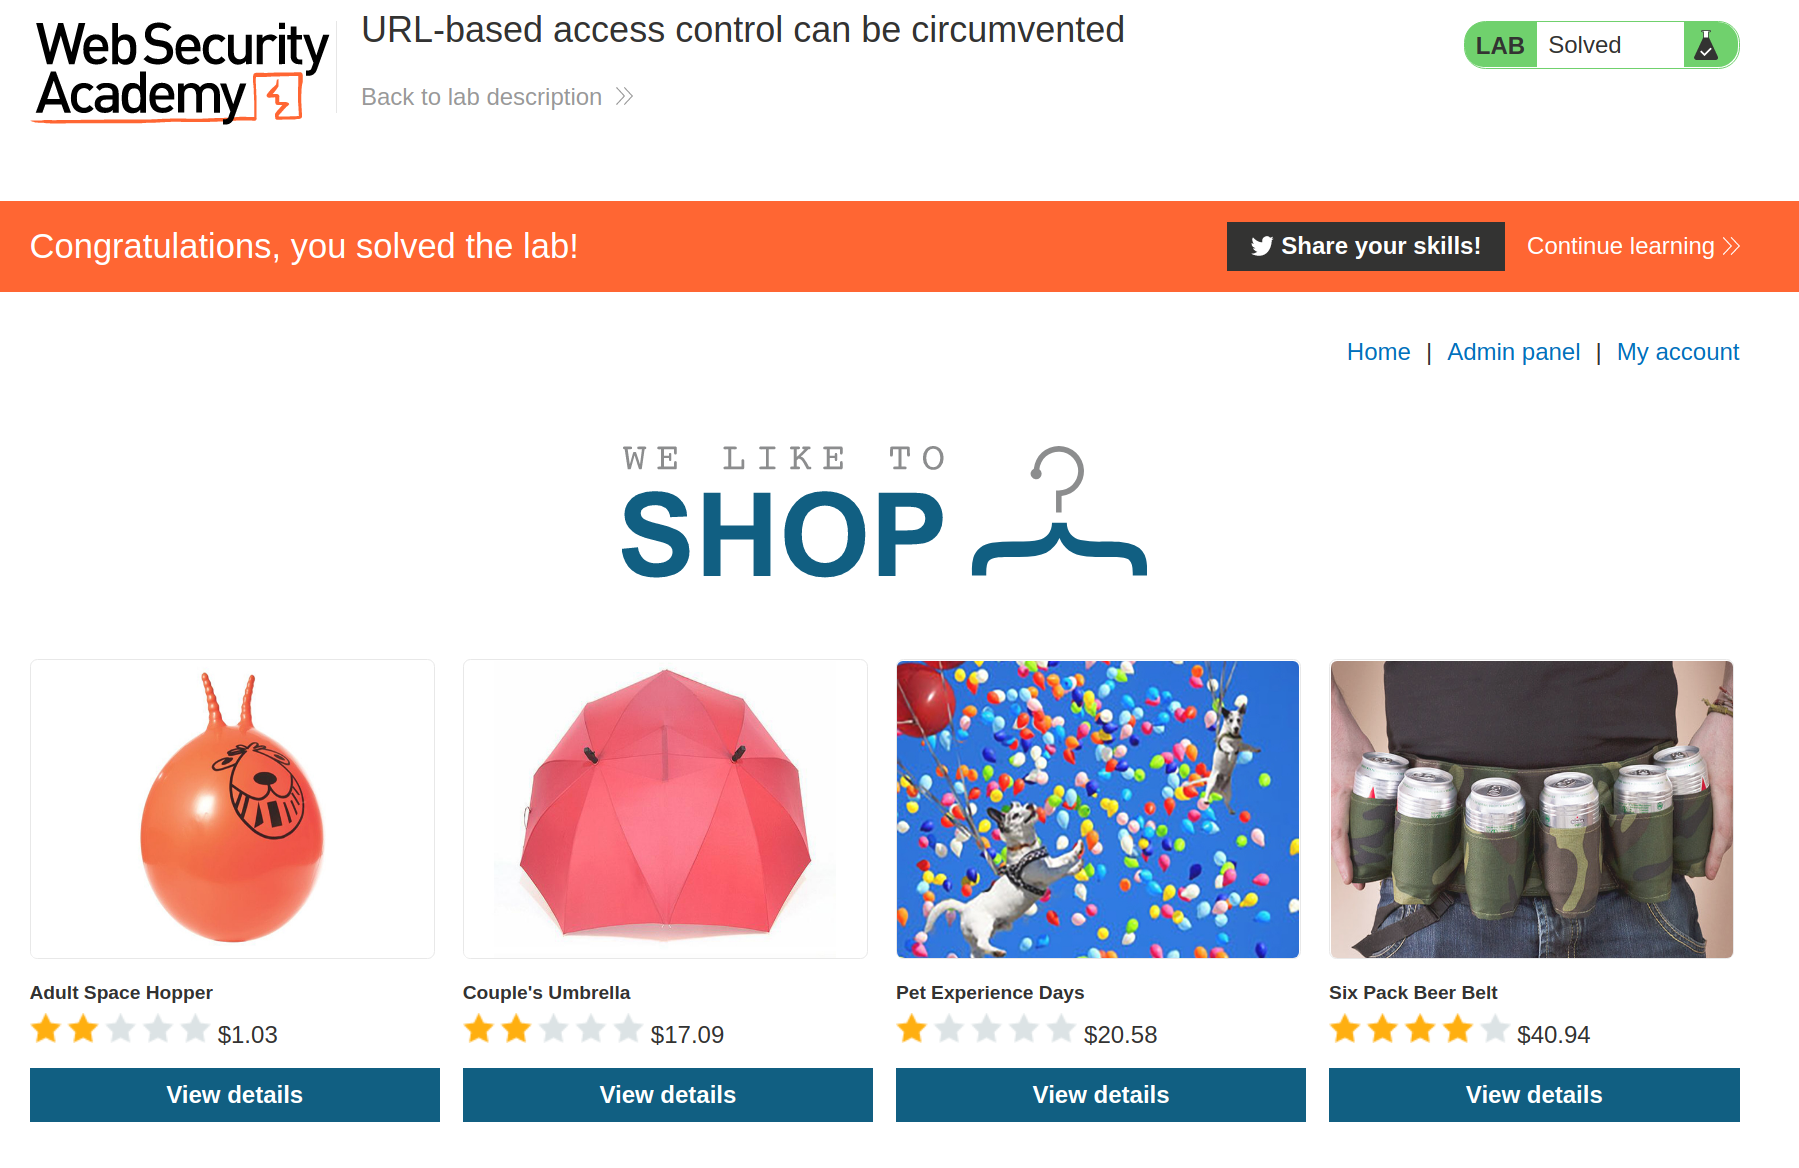 Web Security
Academy
URL-based access control can be circumvented
Back to lab description
LAB Solved
Congratulations, you solved the lab!
Share your skills!
Continue learning
Home | Admin panel | My account
WE LIKE TO
SHOP
Adult Space Hopper
$1.03
View details
Couple's Umbrella
$17.09
View details
Pet Experience Days
$20.58
View details
Six Pack Beer Belt
$40.94
View details